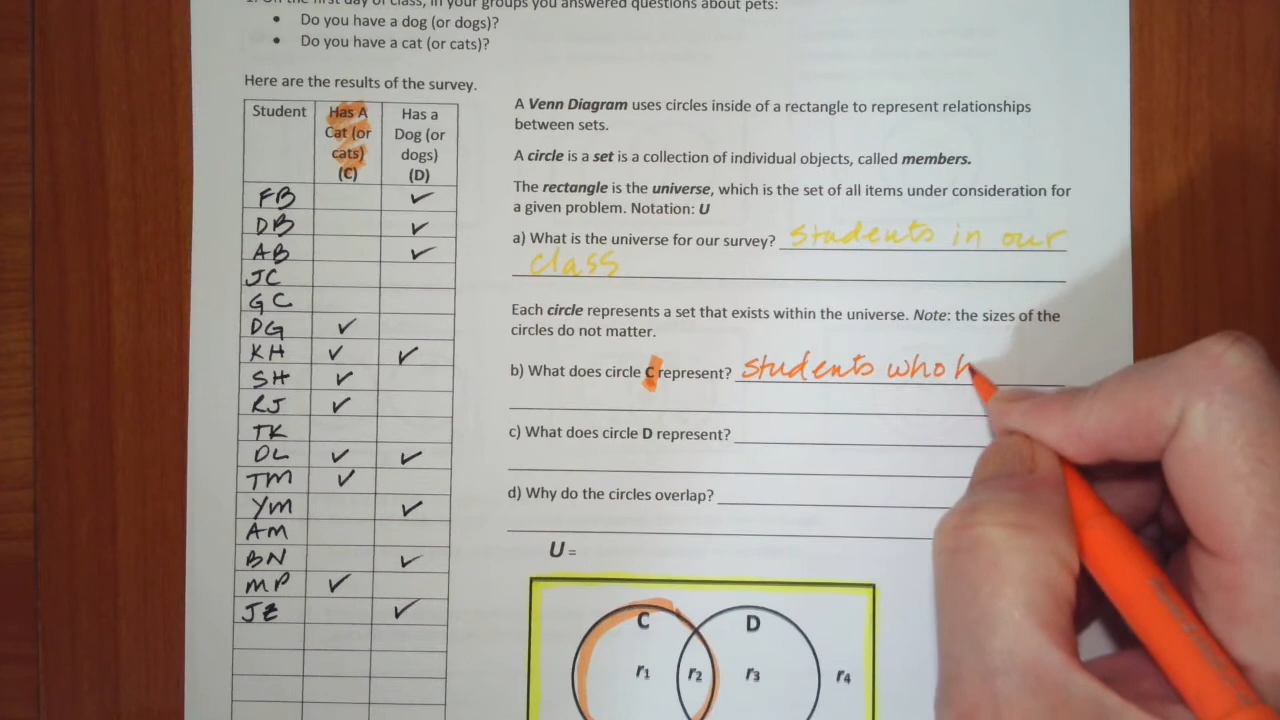 1. On the first day of class, in your groups you answered questions about pets:
• Do you have a dog (or dogs)?
• Do you have a cat (or cats)?
Here are the results of the survey.
Student
Has A Cat (or cats) (C)
Has a Dog (or dogs) (D)
FB ✓
DB ✓
AB ✓
JC
GC
DG ✓
KH ✓ ✓
SH ✓
RJ ✓
TK
DL ✓ ✓
TM ✓
YM ✓
AM
BN ✓
MP ✓
JZ ✓
A Venn Diagram uses circles inside of a rectangle to represent relationships
between sets.
A circle is a set is a collection of individual objects, called members.
The rectangle is the universe, which is the set of all items under consideration for
a given problem. Notation: U
a) What is the universe for our survey? students in our
class
Each circle represents a set that exists within the universe. Note: the sizes of the
circles do not matter.
b) What does circle C represent? students who h
c) What does circle D represent?
d) Why do the circles overlap?
U =
C D
r1 r2 r3 r4